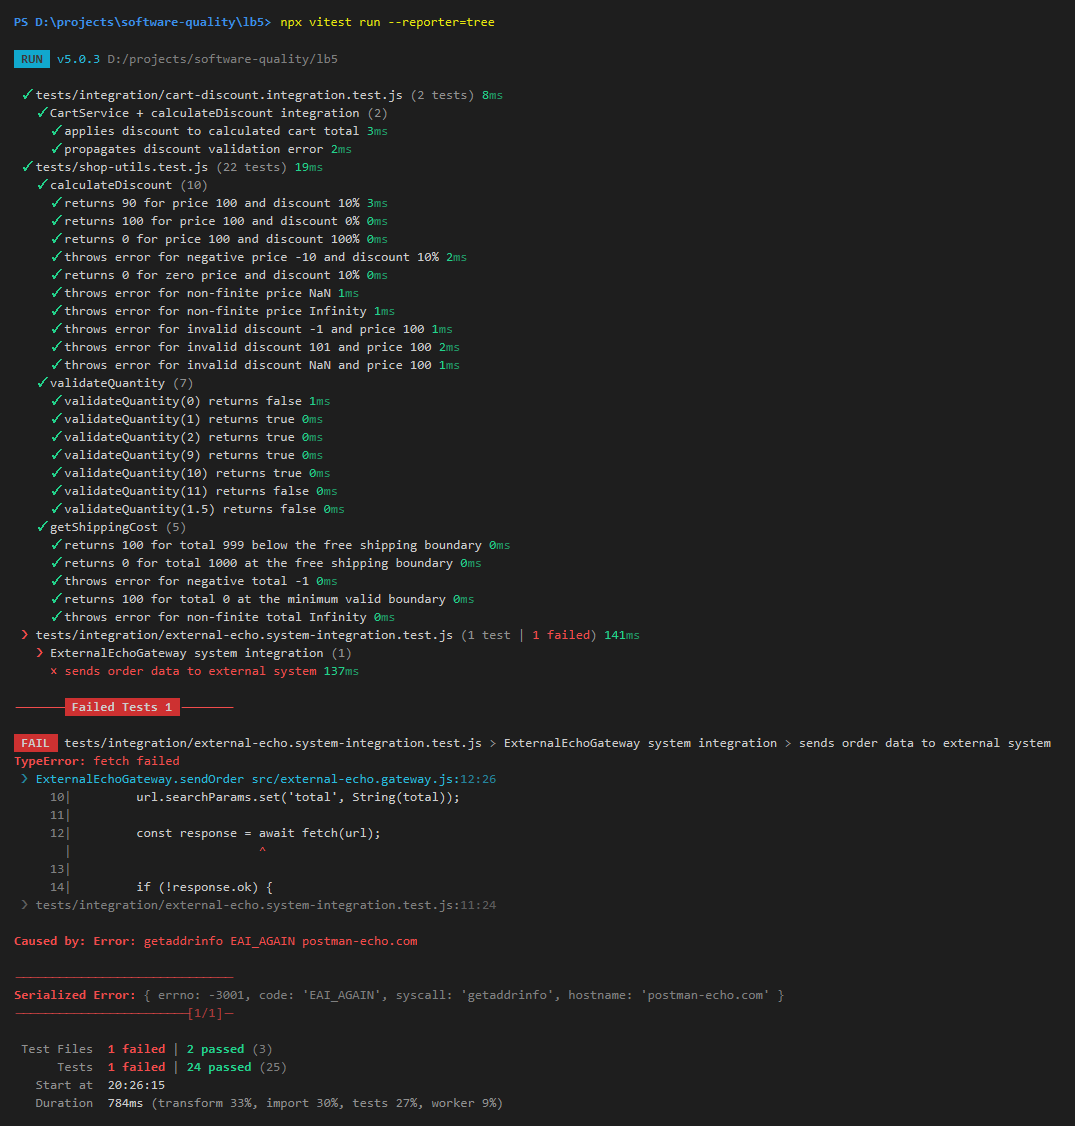 PS D:\projects\software-quality\lb5> npx vitest run --reporter=tree
RUN v5.0.3 D:/projects/software-quality/lb5
✓ tests/integration/cart-discount.integration.test.js (2 tests) 8ms
✓ CartService + calculateDiscount integration (2)
✓ applies discount to calculated cart total 3ms
✓ propagates discount validation error 2ms
✓ tests/shop-utils.test.js (22 tests) 19ms
✓ calculateDiscount (10)
✓ returns 90 for price 100 and discount 10% 3ms
✓ returns 100 for price 100 and discount 0% 0ms
✓ returns 0 for price 100 and discount 100% 0ms
✓ throws error for negative price -10 and discount 10% 2ms
✓ returns 0 for zero price and discount 10% 0ms
✓ throws error for non-finite price NaN 1ms
✓ throws error for non-finite price Infinity 1ms
✓ throws error for invalid discount -1 and price 100 1ms
✓ throws error for invalid discount 101 and price 100 2ms
✓ throws error for invalid discount NaN and price 100 1ms
✓ validateQuantity (7)
✓ validateQuantity(0) returns false 1ms
✓ validateQuantity(1) returns true 0ms
✓ validateQuantity(2) returns true 0ms
✓ validateQuantity(9) returns true 0ms
✓ validateQuantity(10) returns true 0ms
✓ validateQuantity(11) returns false 0ms
✓ validateQuantity(1.5) returns false 0ms
✓ getShippingCost (5)
✓ returns 100 for total 999 below the free shipping boundary 0ms
✓ returns 0 for total 1000 at the free shipping boundary 0ms
✓ throws error for negative total -1 0ms
✓ returns 100 for total 0 at the minimum valid boundary 0ms
✓ throws error for non-finite total Infinity 0ms
❯ tests/integration/external-echo.system-integration.test.js (1 test | 1 failed) 141ms
❯ ExternalEchoGateway system integration (1)
× sends order data to external system 137ms
Failed Tests 1
FAIL tests/integration/external-echo.system-integration.test.js > ExternalEchoGateway system integration > sends order data to external system
TypeError: fetch failed
❯ ExternalEchoGateway.sendOrder src/external-echo.gateway.js:12:26
10| url.searchParams.set('total', String(total));
11|
12| const response = await fetch(url);
| ^
13|
14| if (!response.ok) {
❯ tests/integration/external-echo.system-integration.test.js:11:24
Caused by: Error: getaddrinfo EAI_AGAIN postman-echo.com
Serialized Error: { errno: -3001, code: 'EAI_AGAIN', syscall: 'getaddrinfo', hostname: 'postman-echo.com' }
[1/1]
Test Files 1 failed | 2 passed (3)
Tests 1 failed | 24 passed (25)
Start at 20:26:15
Duration 784ms (transform 33%, import 30%, tests 27%, worker 9%)